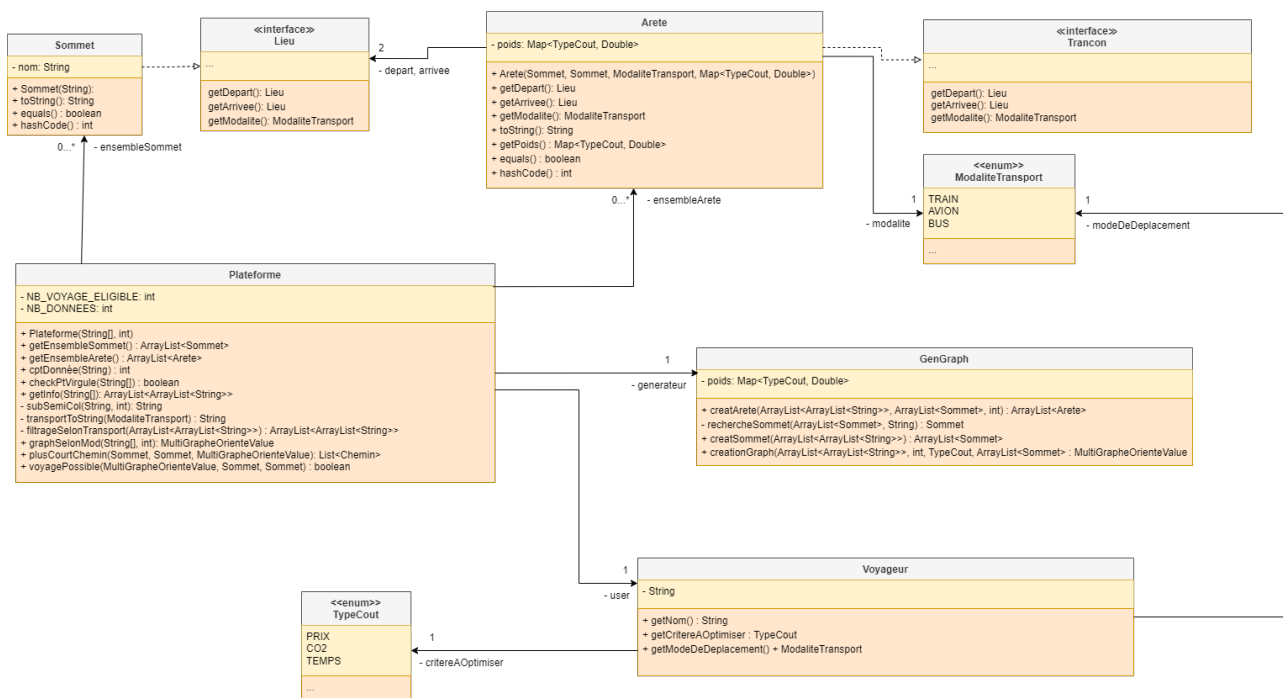 Sommet
- nom: String
+ Sommet(String):
+ toString(): String
+ equals() : boolean
+ hashCode() : int
0...*
- ensembleSommet
«interface»
Lieu
...
getDepart(): Lieu
getArrivee(): Lieu
getModalite(): ModaliteTransport
2
- depart, arrivee
Arete
- poids: Map<TypeCout, Double>
+ Arete(Sommet, Sommet, ModaliteTransport, Map<TypeCout, Double>)
+ getDepart(): Lieu
+ getArrivee(): Lieu
+ getModalite(): ModaliteTransport
+ toString(): String
+ getPoids() : Map<TypeCout, Double>
+ equals() : boolean
+ hashCode() : int
0...*
- ensembleArete
«interface»
Trancon
...
getDepart(): Lieu
getArrivee(): Lieu
getModalite(): ModaliteTransport
<<enum>>
ModaliteTransport
TRAIN
AVION
BUS
...
1
- modalite
1
- modeDeDeplacement
Plateforme
- NB_VOYAGE_ELIGIBLE: int
- NB_DONNEES: int
+ Plateforme(String[], int)
+ getEnsembleSommet() : ArrayList<Sommet>
+ getEnsembleArete() : ArrayList<Arete>
+ cptDonnée(String) : int
+ checkPtVirgule(String[]) : boolean
+ getInfo(String[]): ArrayList<ArrayList<String>>
- subSemiCol(String, int): String
- transportToString(ModaliteTransport) : String
- filtrageSelonTransport(ArrayList<ArrayList<String>>) : ArrayList<ArrayList<String>>
+ graphSelonMod(String[], int): MultiGrapheOrienteValue
+ plusCourtChemin(Sommet, Sommet, MultiGrapheOrienteValue): List<Chemin>
+ voyagePossible(MultiGrapheOrienteValue, Sommet, Sommet) : boolean
1
- generateur
GenGraph
- poids: Map<TypeCout, Double>
+ creatArete(ArrayList<ArrayList<String>>, ArrayList<Sommet>, int) : ArrayList<Arete>
- rechercheSommet(ArrayList<Sommet>, String) : Sommet
+ creatSommet(ArrayList<ArrayList<String>>) : ArrayList<Sommet>
+ creationGraph(ArrayList<ArrayList<String>>, int, TypeCout, ArrayList<Sommet> : MultiGrapheOrienteValue
1
- user
Voyageur
- String
+ getNom() : String
+ getCritereAOptimiser : TypeCout
+ getModeDeDeplacement() + ModaliteTransport
<<enum>>
TypeCout
PRIX
CO2
TEMPS
...
1
- critereAOptimiser